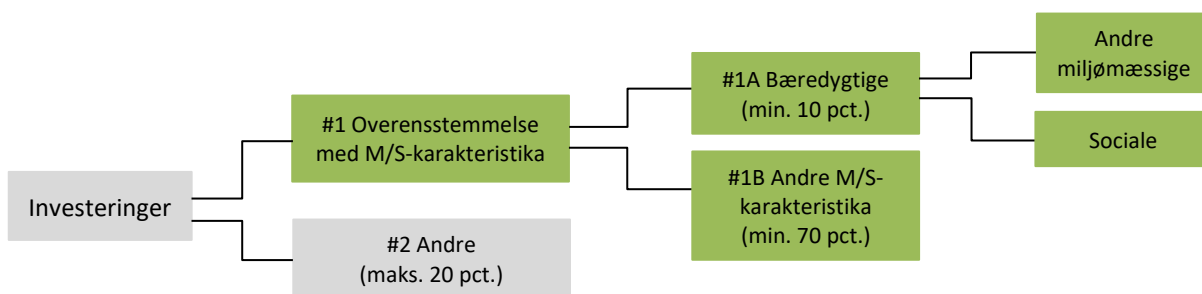 Investeringer
#1 Overensstemmelse
med M/S-karakteristika
#2 Andre
(maks. 20 pct.)
#1A Bæredygtige
(min. 10 pct.)
#1B Andre M/S-
karakteristika
(min. 70 pct.)
Andre
miljømæssige
Sociale